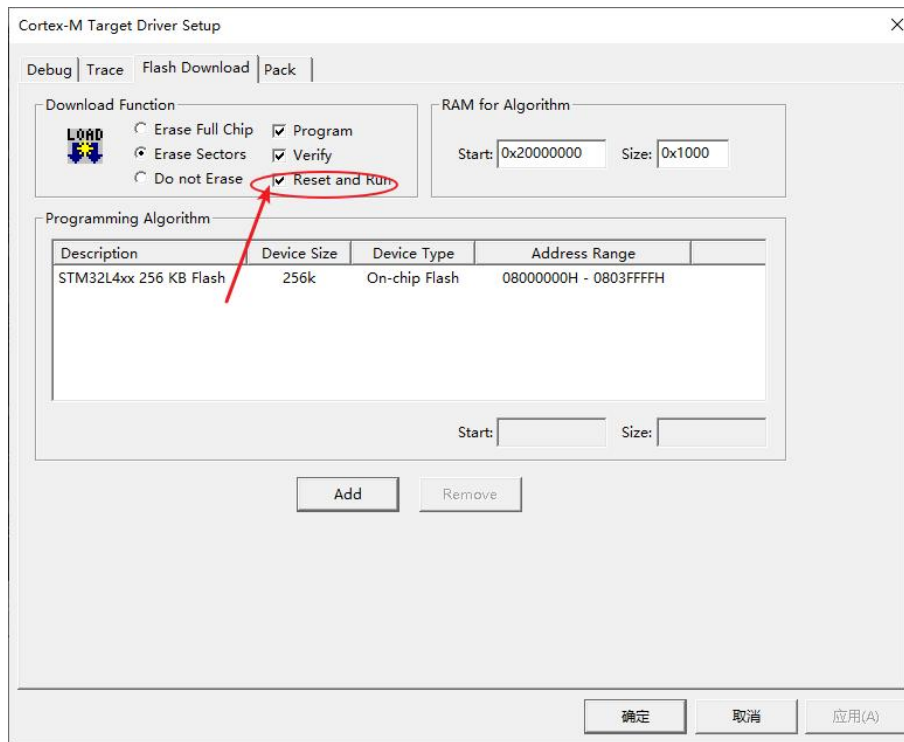 Cortex-M Target Driver Setup
Debug Trace Flash Download Pack
Download Function
LOAD
Erase Full Chip Program
Erase Sectors Verify
Do not Erase Reset and Run
RAM for Algorithm
Start: 0x20000000 Size: 0x1000
Programming Algorithm
Description Device Size Device Type Address Range
STM32L4xx 256 KB Flash 256k On-chip Flash 08000000H - 0803FFFFH
Start: Size:
Add Remove
确定 取消 应用(A)